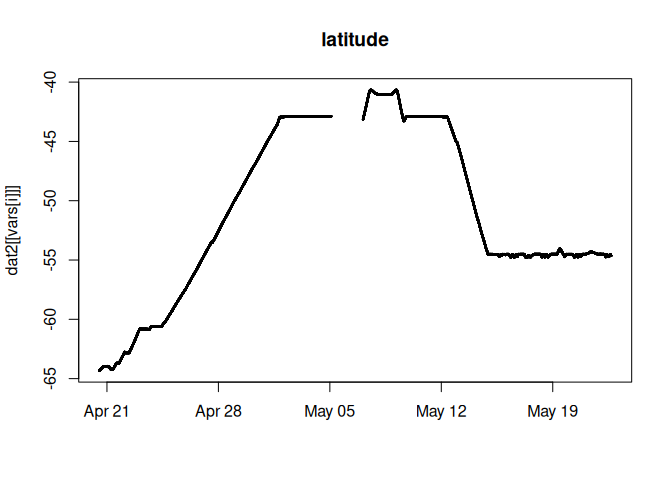 latitude
dat2[[vars[i]]]
-40
-45
-50
-55
-60
-65
Apr 21
Apr 28
May 05
May 12
May 19